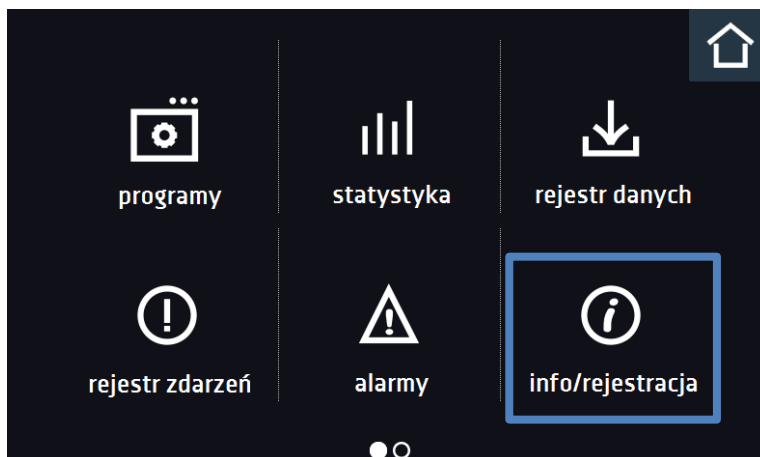 programy
statystyka
rejestr danych
rejestr zdarzeń
alarmy
info/rejestracja